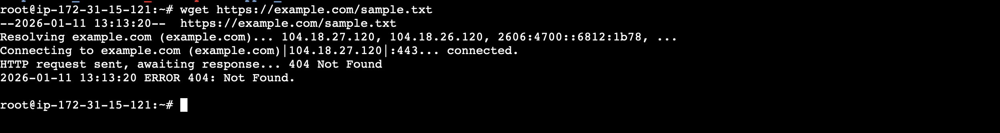 root@ip-172-31-15-121:~# wget https://example.com/sample.txt
--2026-01-11 13:13:20--  https://example.com/sample.txt
Resolving example.com (example.com)... 104.18.27.120, 104.18.26.120, 2606:4700::6812:1b78, ...
Connecting to example.com (example.com)|104.18.27.120|:443... connected.
HTTP request sent, awaiting response... 404 Not Found
2026-01-11 13:13:20 ERROR 404: Not Found.
root@ip-172-31-15-121:~#